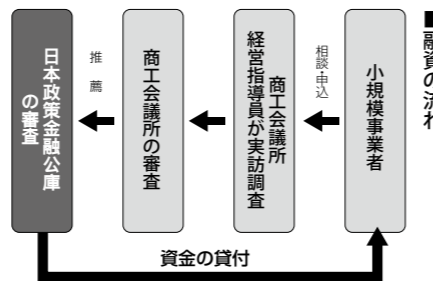 ■融資の流れ
小規模事業者
相談・申込
商工会議所
経営指導員が実訪調査
商工会議所の審査
推薦
日本政策金融公庫
の審査
資金の貸付